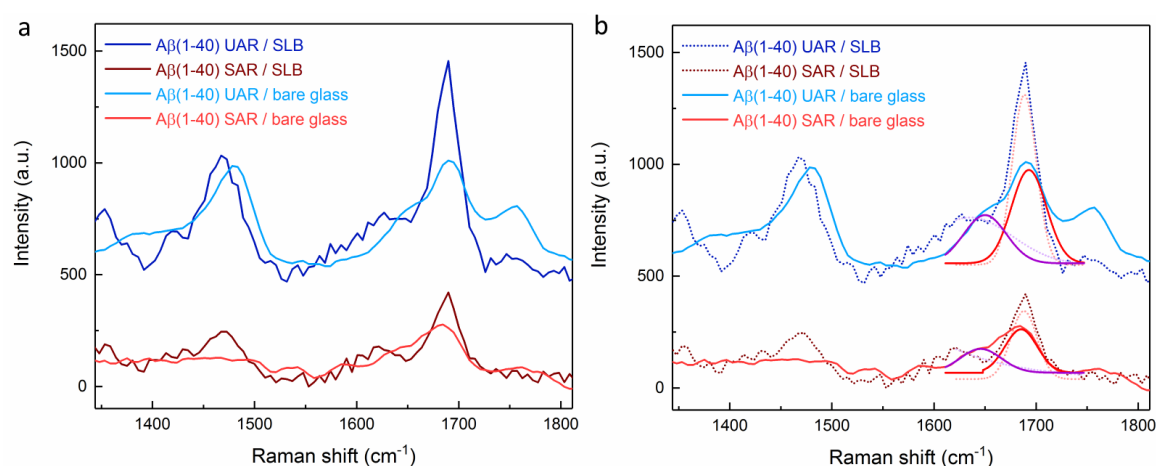 a
Aβ(1-40) UAR / SLB
Aβ(1-40) SAR / SLB
Aβ(1-40) UAR / bare glass
Aβ(1-40) SAR / bare glass
Intensity (a.u.)
1500
1000
500
0
1400
1500
1600
1700
1800
Raman shift (cm⁻¹)
b
Aβ(1-40) UAR / SLB
Aβ(1-40) SAR / SLB
Aβ(1-40) UAR / bare glass
Aβ(1-40) SAR / bare glass
Intensity (a.u.)
1500
1000
500
0
1400
1500
1600
1700
1800
Raman shift (cm⁻¹)